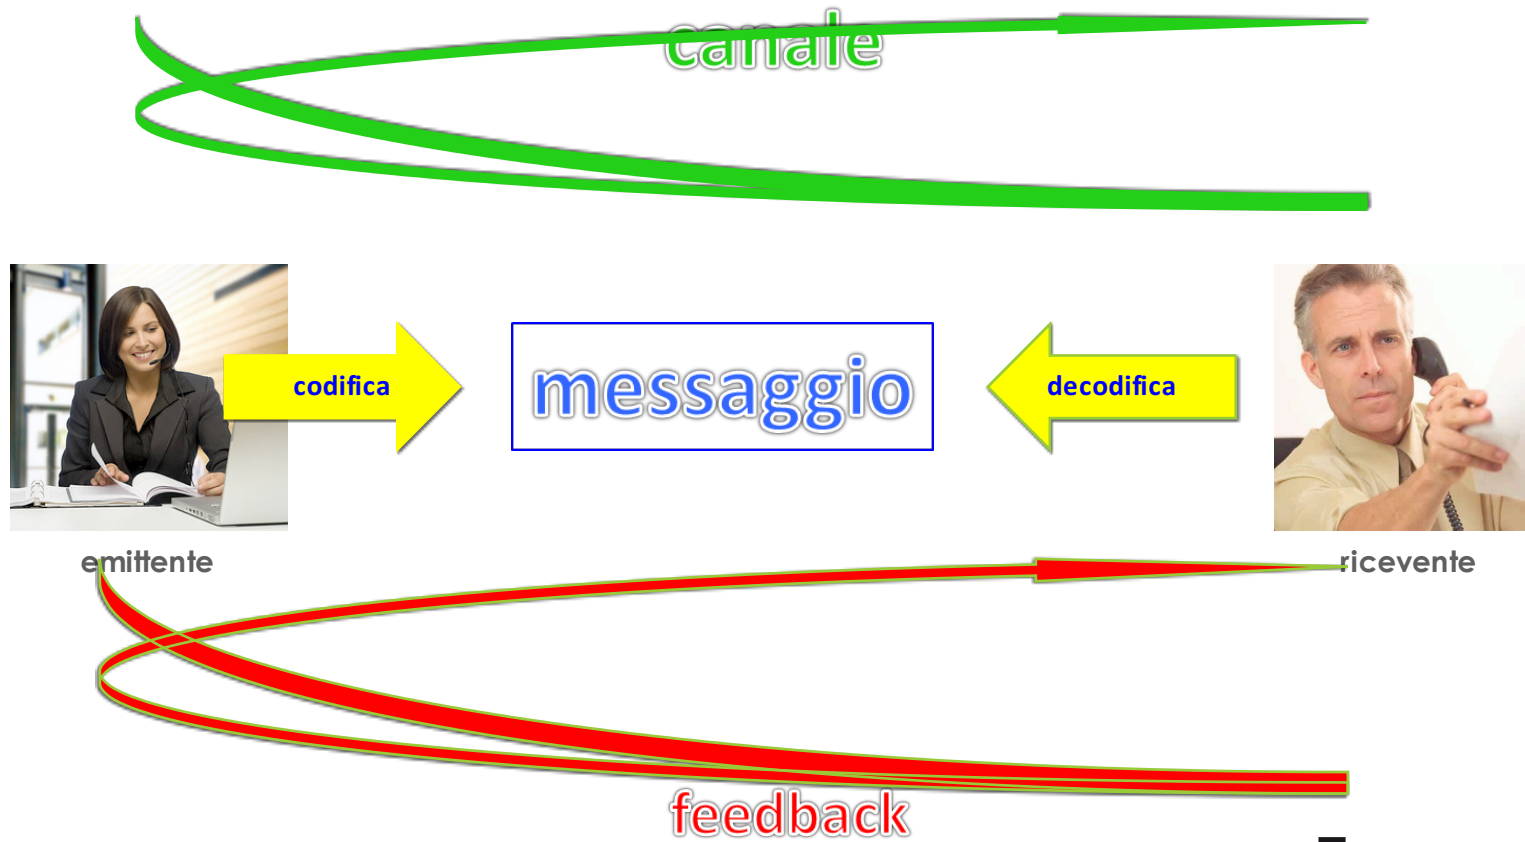 canale
codifica
messaggio
decodifica
emittente
ricevente
feedback